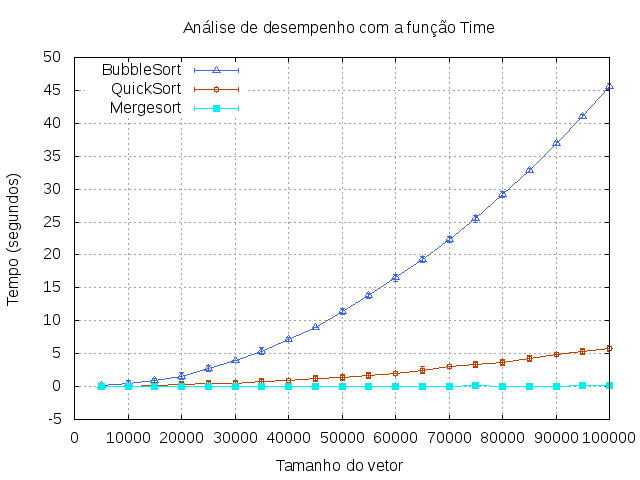 Análise de desempenho com a função Time
50
45
40
35
30
25
20
15
10
5
0
-5
Tempo (segundos)
BubbleSort
QuickSort
Mergesort
0 10000 20000 30000 40000 50000 60000 70000 80000 90000 100000
Tamanho do vetor